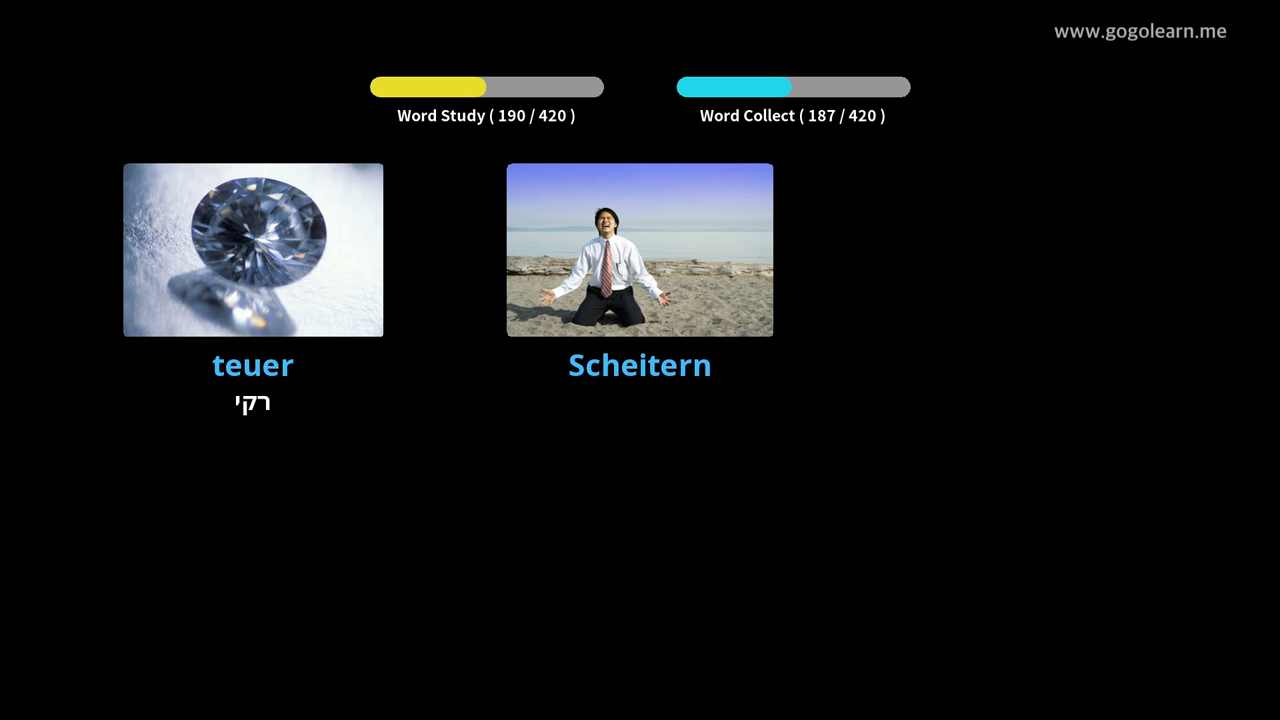 www.gogolearn.me
Word Study ( 190 / 420 )
Word Collect ( 187 / 420 )
teuer
רקי
Scheitern